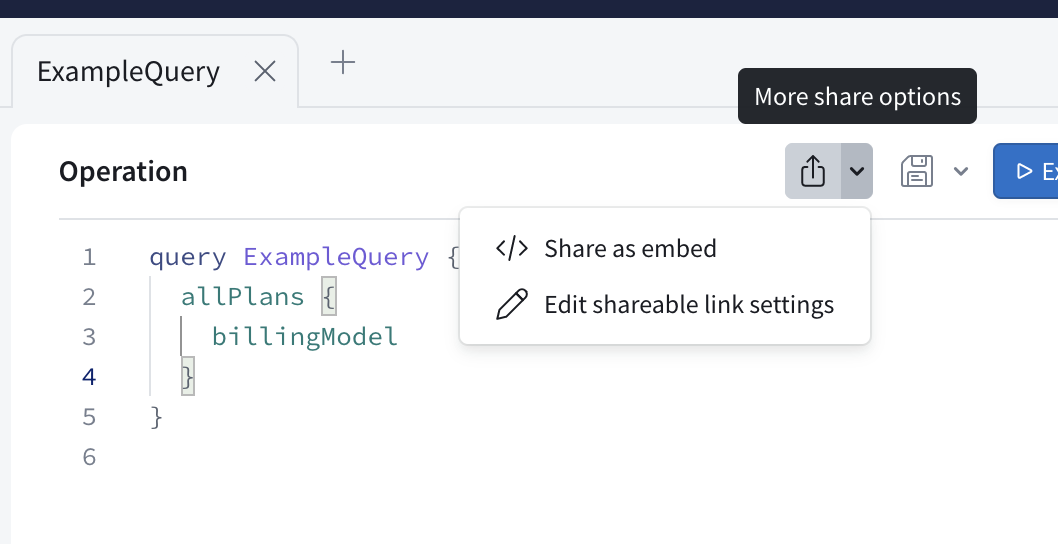 ExampleQuery
More share options
Operation
1 query ExampleQuery {
2 allPlans {
3 billingModel
4 }
5 }
6
Share as embed
Edit shareable link settings